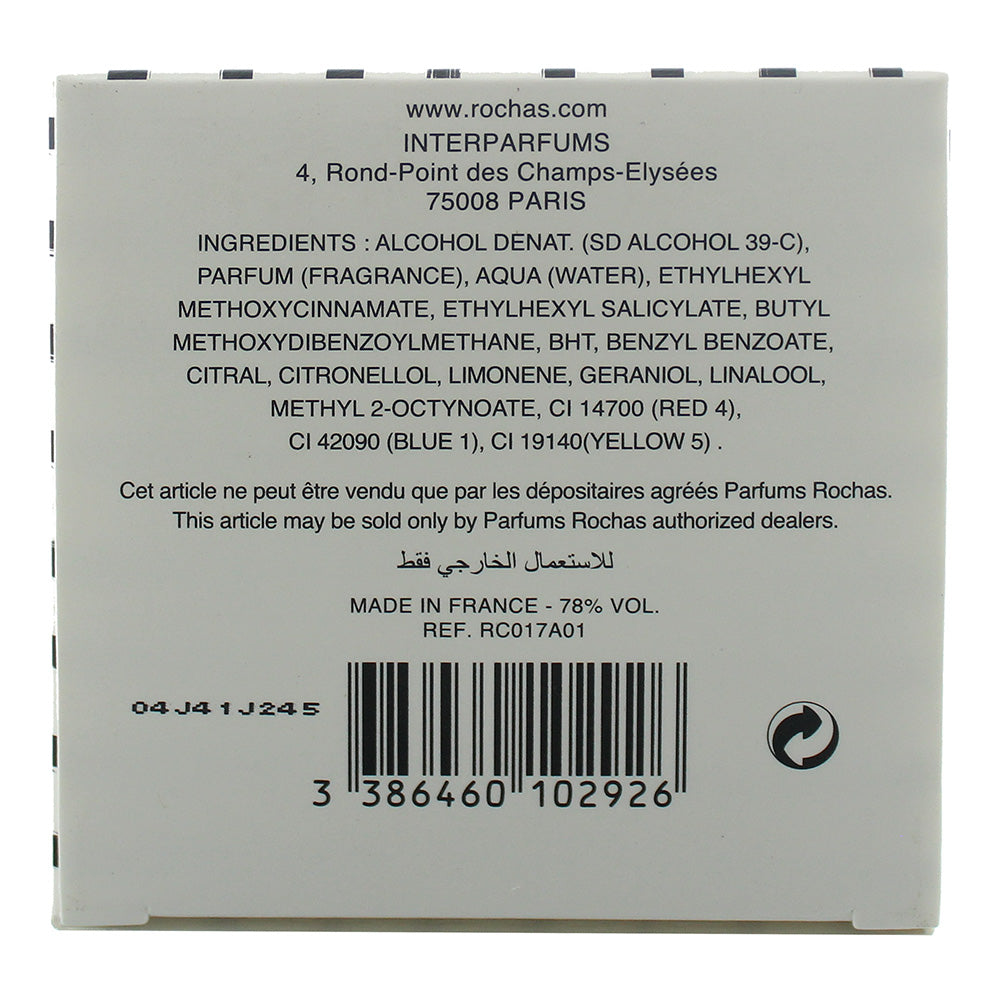 www.rochas.com
INTERPARFUMS
4, Rond-Point des Champs-Elysées
75008 PARIS
INGREDIENTS : ALCOHOL DENAT. (SD ALCOHOL 39-C),
PARFUM (FRAGRANCE), AQUA (WATER), ETHYLHEXYL
METHOXYCINNAMATE, ETHYLHEXYL SALICYLATE, BUTYL
METHOXYDIBENZOYLMETHANE, BHT, BENZYL BENZOATE,
CITRAL, CITRONELLOL, LIMONENE, GERANIOL, LINALOOL,
METHYL 2-OCTYNOATE, CI 14700 (RED 4),
CI 42090 (BLUE 1), CI 19140(YELLOW 5) .
Cet article ne peut être vendu que par les dépositaires agréés Parfums Rochas.
This article may be sold only by Parfums Rochas authorized dealers.
للاستعمال الخارجي فقط
MADE IN FRANCE - 78% VOL.
REF. RC017A01
04J41J245
3 386460 102926